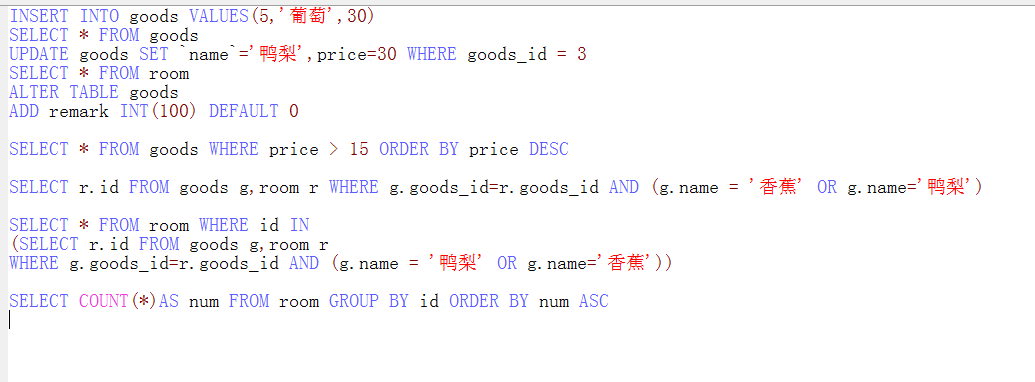 INSERT INTO goods VALUES(5,'葡萄',30)
SELECT * FROM goods
UPDATE goods SET `name`='鸭梨',price=30 WHERE goods_id = 3
SELECT * FROM room
ALTER TABLE goods
ADD remark INT(100) DEFAULT 0
SELECT * FROM goods WHERE price > 15 ORDER BY price DESC
SELECT r.id FROM goods g,room r WHERE g.goods_id=r.goods_id AND (g.name = '香蕉' OR g.name='鸭梨')
SELECT * FROM room WHERE id IN
(SELECT r.id FROM goods g,room r
WHERE g.goods_id=r.goods_id AND (g.name = '鸭梨' OR g.name='香蕉'))
SELECT COUNT(*)AS num FROM room GROUP BY id ORDER BY num ASC